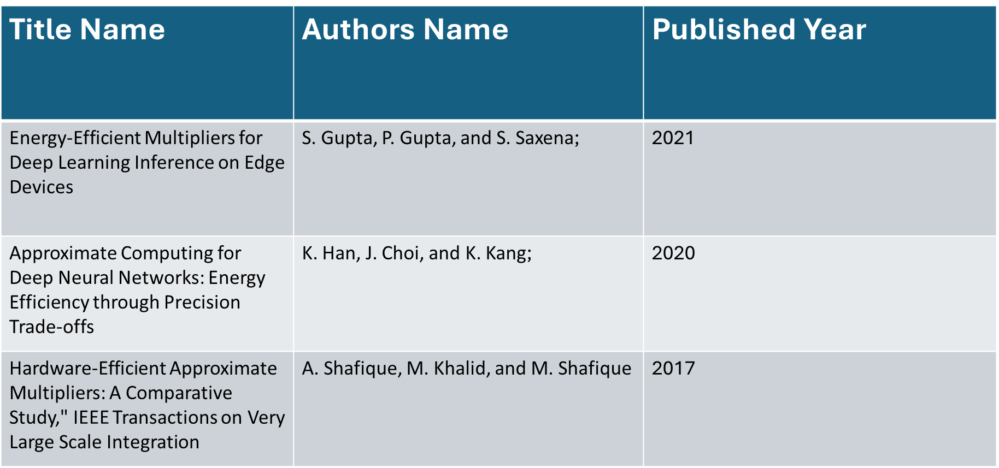 Title Name
Authors Name
Published Year
Energy-Efficient Multipliers for
Deep Learning Inference on Edge
Devices
S. Gupta, P. Gupta, and S. Saxena;
2021
Approximate Computing for
Deep Neural Networks: Energy
Efficiency through Precision
Trade-offs
K. Han, J. Choi, and K. Kang;
2020
Hardware-Efficient Approximate
Multipliers: A Comparative
Study," IEEE Transactions on Very
Large Scale Integration
A. Shafique, M. Khalid, and M. Shafique
2017